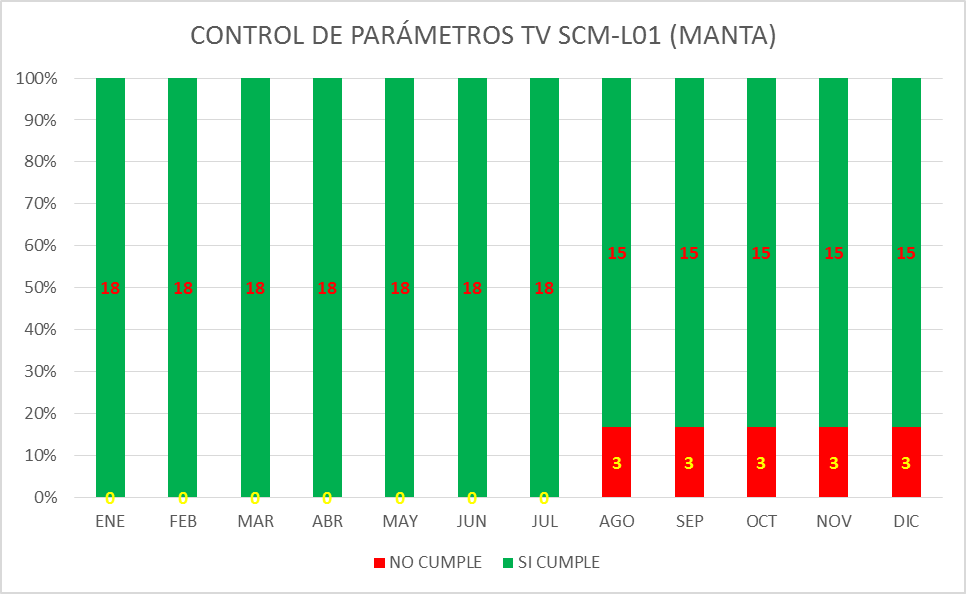 CONTROL DE PARÁMETROS TV SCM-L01 (MANTA)
100%
90%
80%
70%
60%
50%
40%
30%
20%
10%
0%
18 18 18 18 18 18 18 15 15 15 15 15
0 0 0 0 0 0 0 3 3 3 3 3
ENE FEB MAR ABR MAY JUN JUL AGO SEP OCT NOV DIC
NO CUMPLE SI CUMPLE